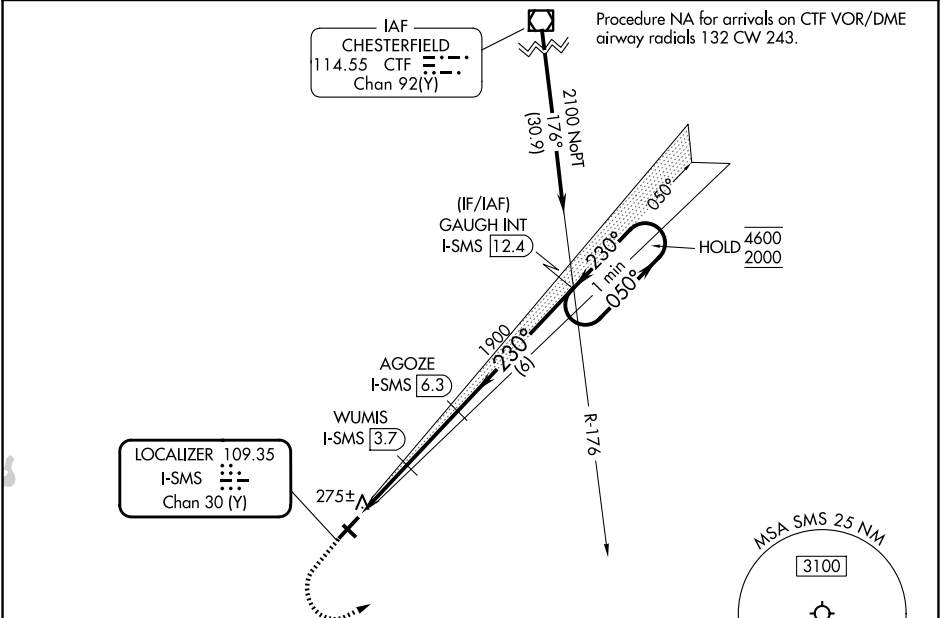 IAF
CHESTERFIELD
114.55 CTF
Chan 92(Y)
Procedure NA for arrivals on CTF VOR/DME
airway radials 132 CW 243.
2100 NoPT
176°
(30.9)
050°
(IF/IAF)
GAUGH INT
I-SMS 12.4
230°
1 min
050°
HOLD 4600
2000
1900
230°
(6)
AGOZE
I-SMS 6.3
WUMIS
I-SMS 3.7
R-176
LOCALIZER 109.35
I-SMS
Chan 30 (Y)
275±
MSA SMS 25 NM
3100